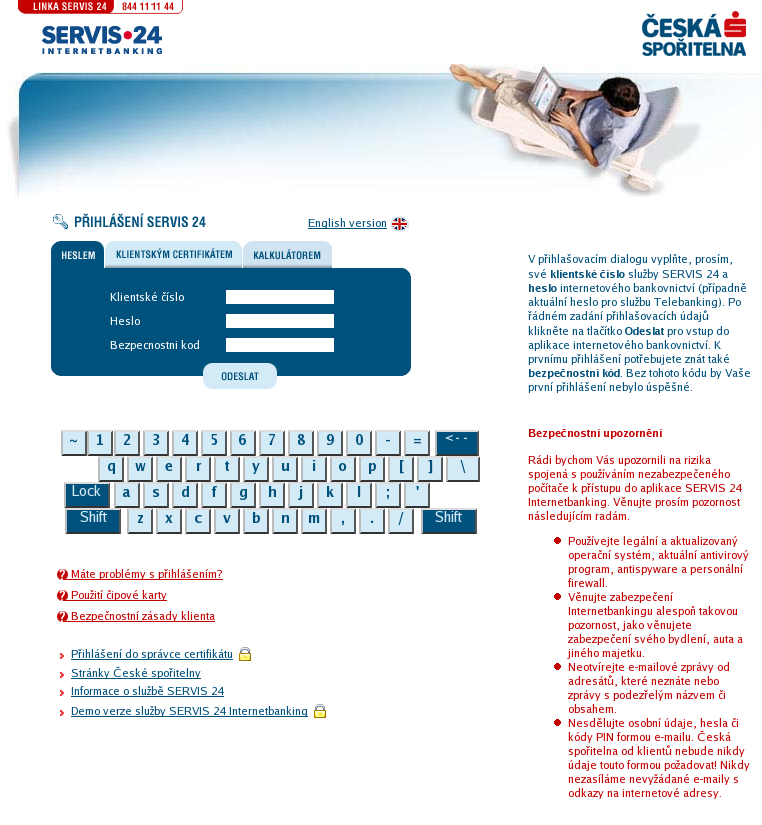 LINKA SERVIS 24 844 11 11 44
SERVIS 24
INTERNETBANKING
ČESKÁ
SPOŘITELNA
PŘIHLÁŠENÍ SERVIS 24
English version
HESLEM
KLIENTSKÝM CERTIFIKÁTEM
KALKULÁTOREM
Klientské číslo
Heslo
Bezpecnostni kod
ODESLAT
~ 1 2 3 4 5 6 7 8 9 0 - = <--
q w e r t y u i o p [ ] \
Lock a s d f g h j k l ; '
Shift z x c v b n m , . / Shift
Máte problémy s přihlášením?
Použití čipové karty
Bezpečnostní zásady klienta
Přihlášení do správce certifikátu
Stránky České spořitelny
Informace o službě SERVIS 24
Demo verze služby SERVIS 24 Internetbanking
V přihlašovacím dialogu vyplňte, prosím,
své klientské číslo služby SERVIS 24 a
heslo internetového bankovnictví (případně
aktuální heslo pro službu Telebanking). Po
řádném zadání přihlašovacích údajů
klikněte na tlačítko Odeslat pro vstup do
aplikace internetového bankovnictví. K
prvnímu přihlášení potřebujete znát také
bezpečnostní kód. Bez tohoto kódu by Vaše
první přihlášení nebylo úspěšné.
Bezpečnostní upozornění
Rádi bychom Vás upozornili na rizika
spojená s používáním nezabezpečeného
počítače k přístupu do aplikace SERVIS 24
Internetbanking. Věnujte prosím pozornost
následujícím radám.
Používejte legální a aktualizovaný
operační systém, aktuální antivirový
program, antispyware a personální
firewall.
Věnujte zabezpečení
Internetbankingu alespoň takovou
pozornost, jako věnujete
zabezpečení svého bydlení, auta a
jiného majetku.
Neotvírejte e-mailové zprávy od
adresátů, které neznáte nebo
zprávy s podezřelým názvem či
obsahem.
Nesdělujte osobní údaje, hesla či
kódy PIN formou e-mailu. Česká
spořitelna od klientů nebude nikdy
údaje touto formou požadovat! Nikdy
nezasíláme nevyžádané e-maily s
odkazy na internetové adresy.